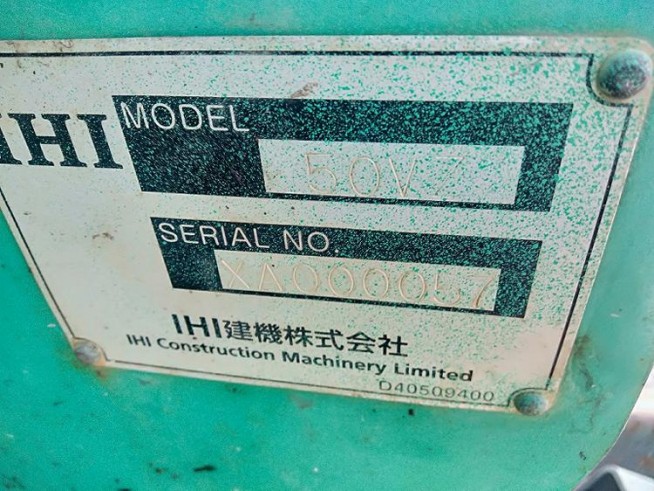 IHI
MODEL
50VZ
SERIAL NO.
XA000057
IHI建機株式会社
IHI Construction Machinery Limited
D40509400